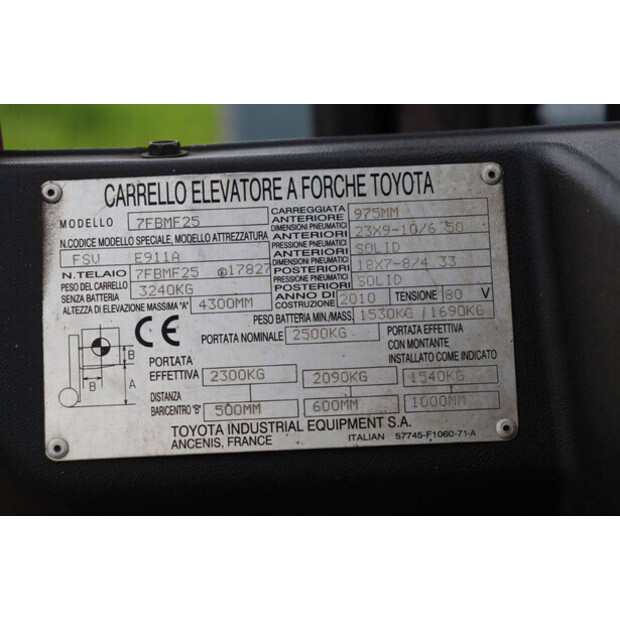 CARRELLO ELEVATORE A FORCHE TOYOTA
MODELLO 7FBMF25
N.CODICE MODELLO SPECIALE, MODELLO ATTREZZATURA
FSV E911A
N.TELAIO 7FBMF25 17827
PESO DEL CARRELLO SENZA BATTERIA 3240KG
ALTEZZA DI ELEVAZIONE MASSIMA "A" 4300MM
CARREGGIATA ANTERIORE 975MM
DIMENSIONI PNEUMATICI ANTERIORI 23X9-10/6.50
PRESSIONE PNEUMATICI ANTERIORI SOLID
DIMENSIONI PNEUMATICI POSTERIORI 18X7-8/4.33
PRESSIONE PNEUMATICI POSTERIORI SOLID
ANNO DI COSTRUZIONE 2010 TENSIONE 80 V
PESO BATTERIA MIN./MASS. 1530KG / 1690KG
CE
PORTATA NOMINALE 2500KG
PORTAZA EFFETTIVA
CON MONTANTE
INSTALLATO COME INDICATO
B
B
A
PORTATA
EFFETTIVA 2300KG 2090KG 1540KG
DISTANZA
BARICENTRO "B" 500MM 600MM 1000MM
TOYOTA INDUSTRIAL EQUIPMENT S.A.
ANCENIS, FRANCE
ITALIAN 57745-F1060-71-A